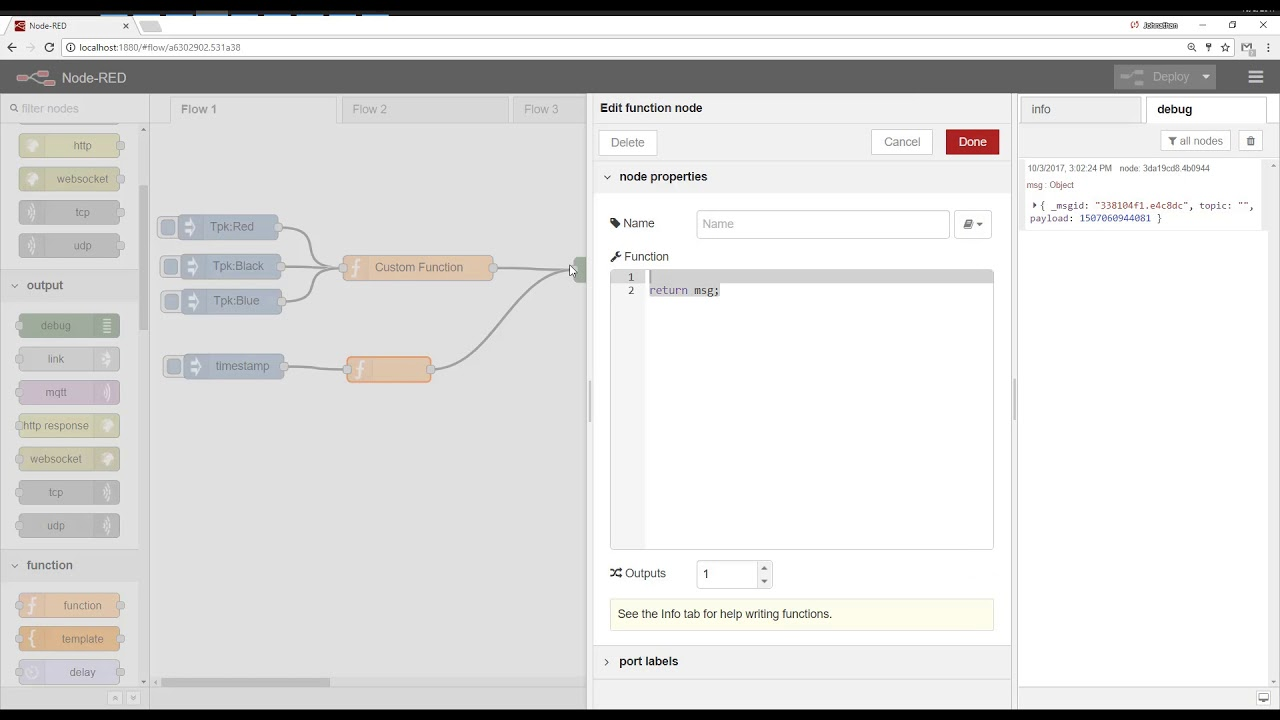 Node-RED
Johnathon
localhost:1880/#flow/a6302902.531a38
Node-RED
Deploy
filter nodes
http
websocket
tcp
udp
output
debug
link
mqtt
http response
websocket
tcp
udp
function
function
template
delay
Flow 1
Flow 2
Flow 3
Tpk:Red
Tpk:Black
Tpk:Blue
Custom Function
timestamp
Edit function node
Delete
Cancel
Done
node properties
Name
Name
Function
1
2 return msg;
Outputs
1
See the Info tab for help writing functions.
port labels
info
debug
all nodes
10/3/2017, 3:02:24 PM node: 3da19cd8.4b0944
msg : Object
{ _msgid: "338104f1.e4c8dc", topic: "",
payload: 1507060944081 }